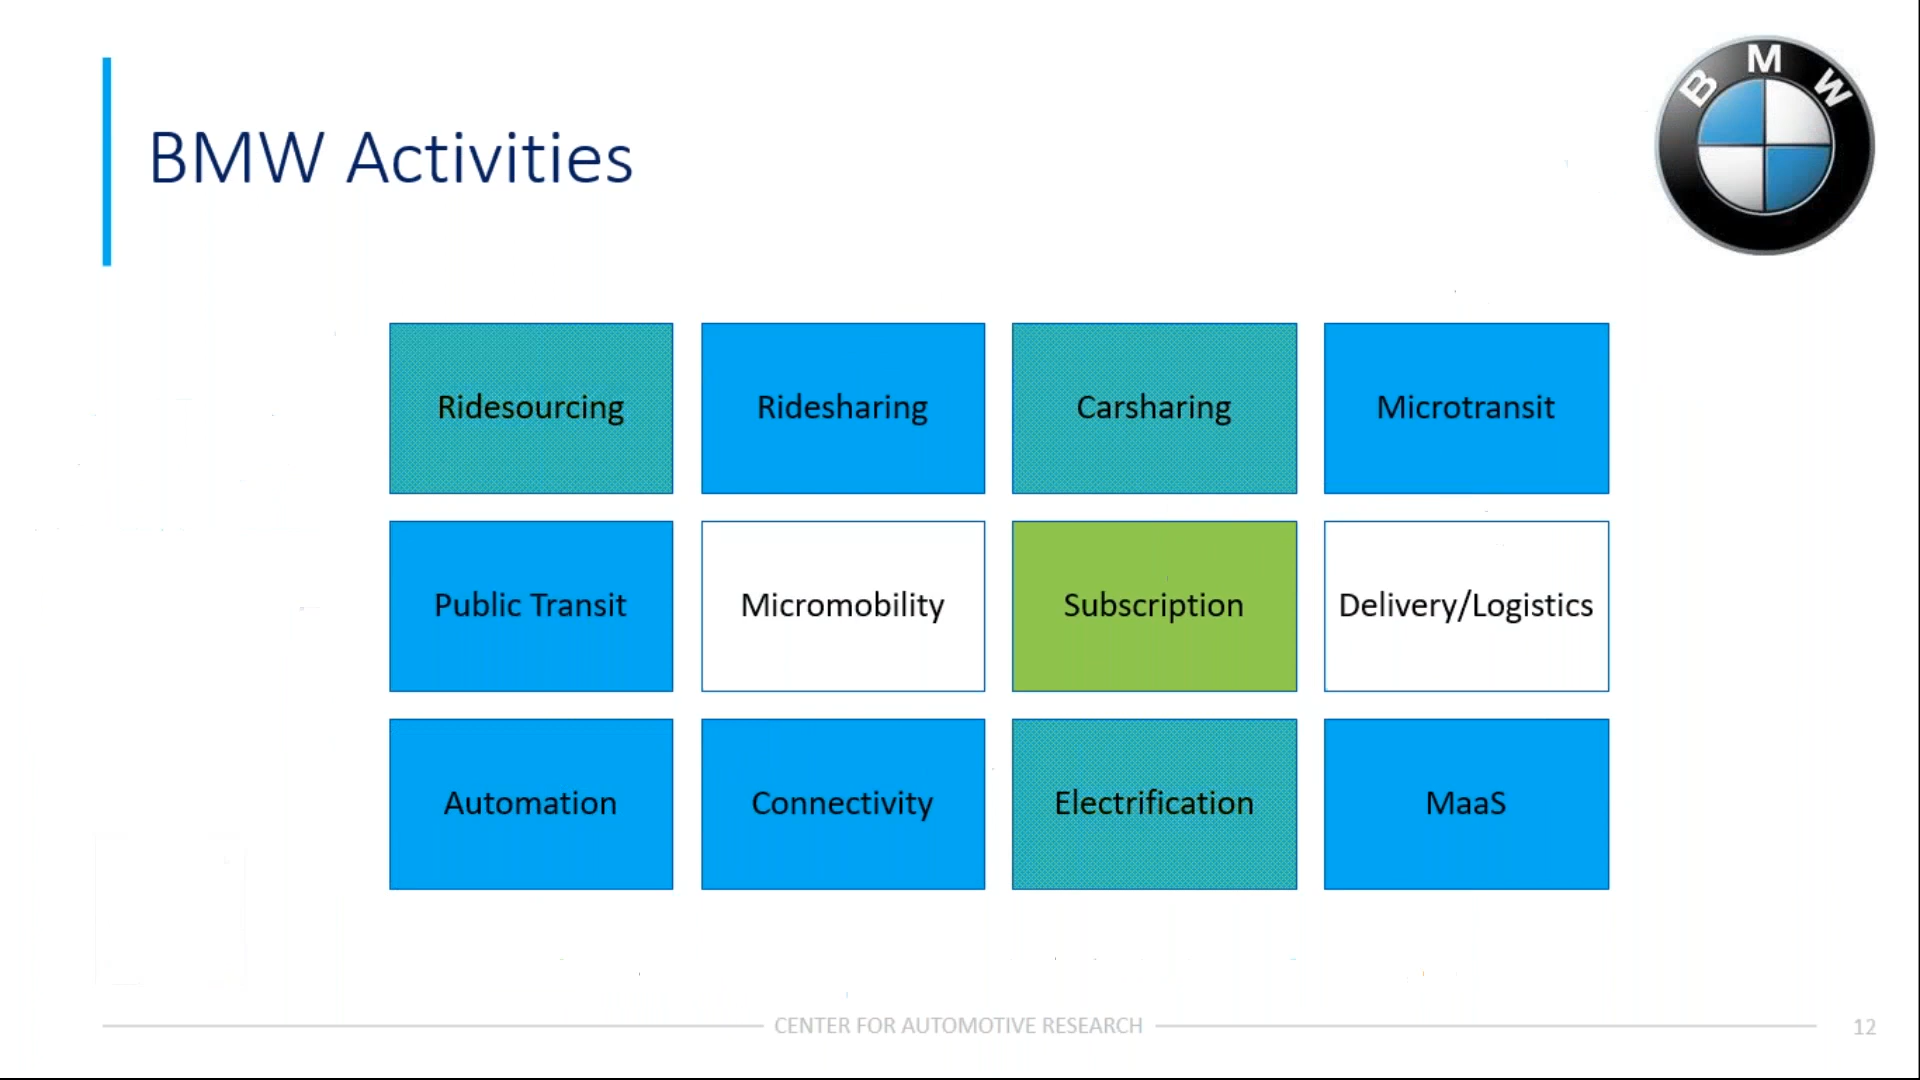 BMW
BMW Activities
Ridesourcing
Ridesharing
Carsharing
Microtransit
Public Transit
Micromobility
Subscription
Delivery/Logistics
Automation
Connectivity
Electrification
MaaS
CENTER FOR AUTOMOTIVE RESEARCH
12